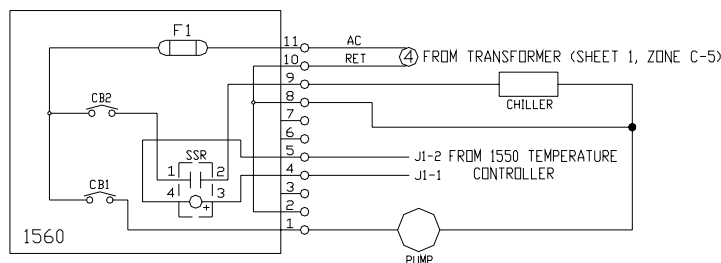 F1
11
AC
10
RET
4 FROM TRANSFORMER (SHEET 1, ZONE C-5)
9
CB2
8
CHILLER
7
6
SSR
5
J1-2 FROM 1550 TEMPERATURE
1 2
4
J1-1 CONTROLLER
CB1
4 3
+
3
2
1
1560
PUMP